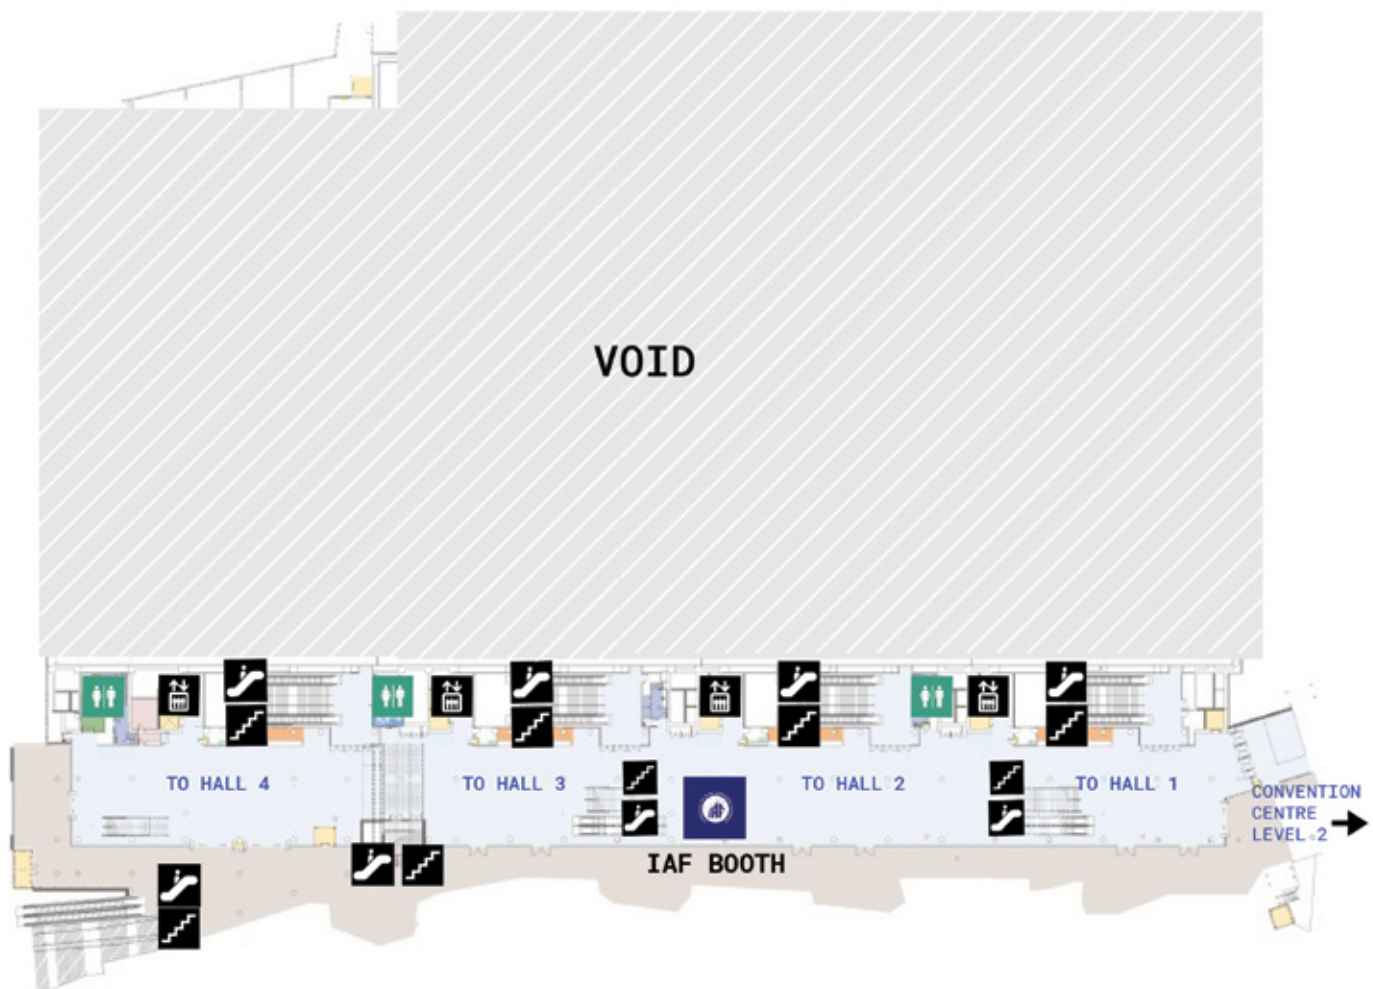 VOID
TO HALL 4
TO HALL 3
TO HALL 2
TO HALL 1
CONVENTION
CENTRE
LEVEL 2
IAF BOOTH